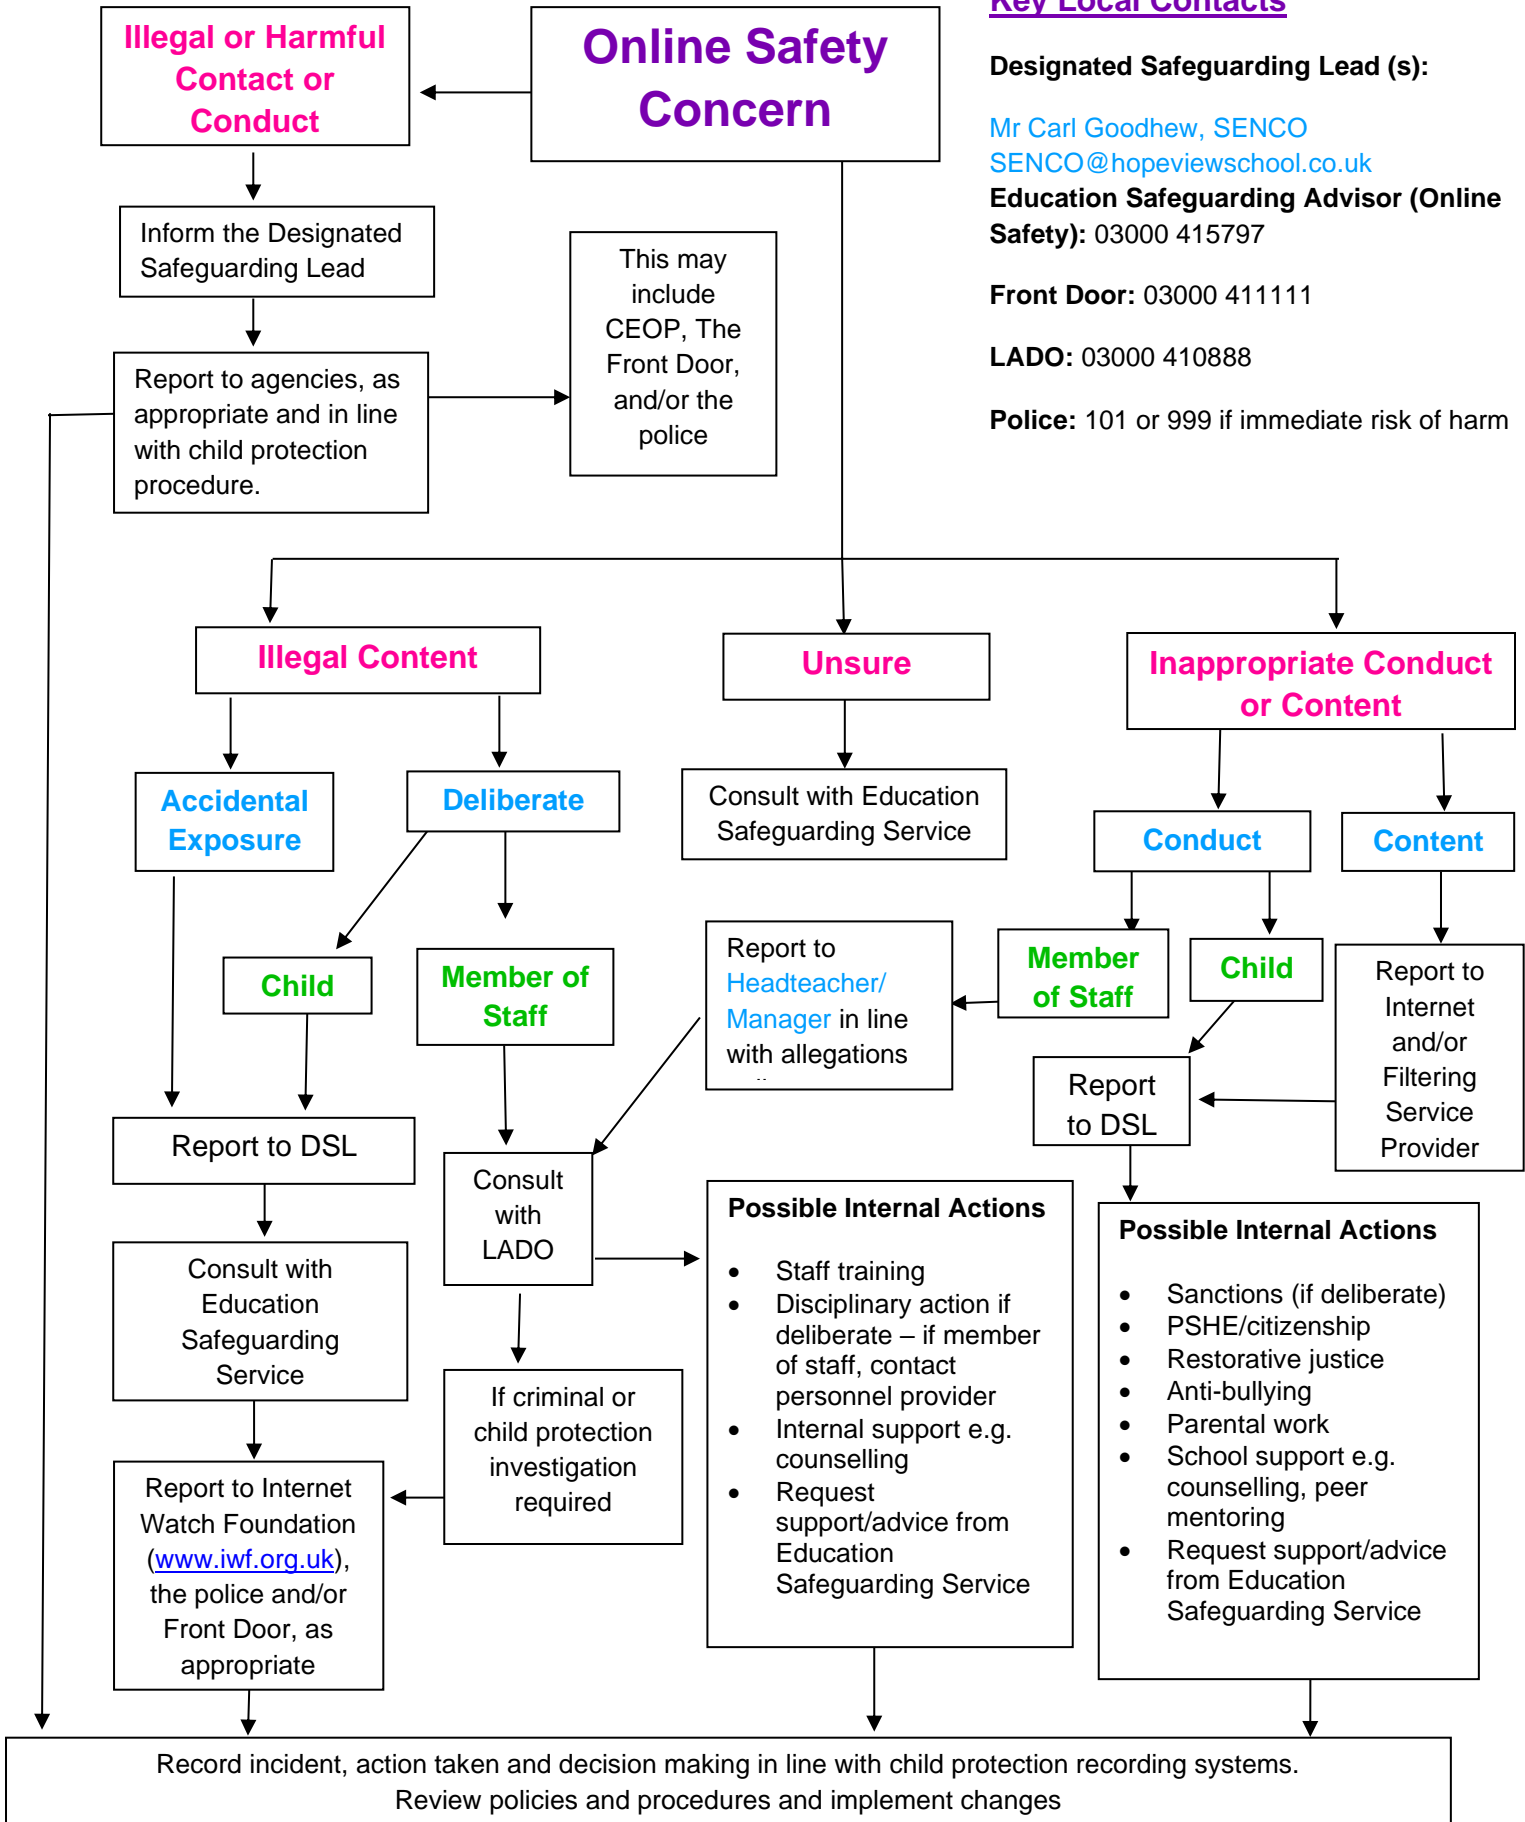 Key Local Contacts
Illegal or Harmful
Contact or
Conduct
Online Safety
Concern
Designated Safeguarding Lead (s):
Mr Carl Goodhew, SENCO
SENCO@hopeviewschool.co.uk
Education Safeguarding Advisor (Online
Safety): 03000 415797
Front Door: 03000 411111
LADO: 03000 410888
Police: 101 or 999 if immediate risk of harm
Inform the Designated
Safeguarding Lead
This may
include
CEOP, The
Front Door,
and/or the
police
Report to agencies, as
appropriate and in line
with child protection
procedure.
Illegal Content
Unsure
Inappropriate Conduct
or Content
Accidental
Exposure
Deliberate
Consult with Education
Safeguarding Service
Conduct
Content
Child
Member of
Staff
Report to
Headteacher/
Manager in line
with allegations
Member
of Staff
Child
Report to
Internet
and/or
Filtering
Service
Provider
Report to DSL
Report
to DSL
Consult
with
LADO
Consult with
Education
Safeguarding
Service
If criminal or
child protection
investigation
required
Report to Internet
Watch Foundation
(www.iwf.org.uk),
the police and/or
Front Door, as
appropriate
Possible Internal Actions
• Staff training
• Disciplinary action if
deliberate – if member
of staff, contact
personnel provider
• Internal support e.g.
counselling
• Request
support/advice from
Education
Safeguarding Service
Possible Internal Actions
• Sanctions (if deliberate)
• PSHE/citizenship
• Restorative justice
• Anti-bullying
• Parental work
• School support e.g.
counselling, peer
mentoring
• Request support/advice
from Education
Safeguarding Service
Record incident, action taken and decision making in line with child protection recording systems.
Review policies and procedures and implement changes